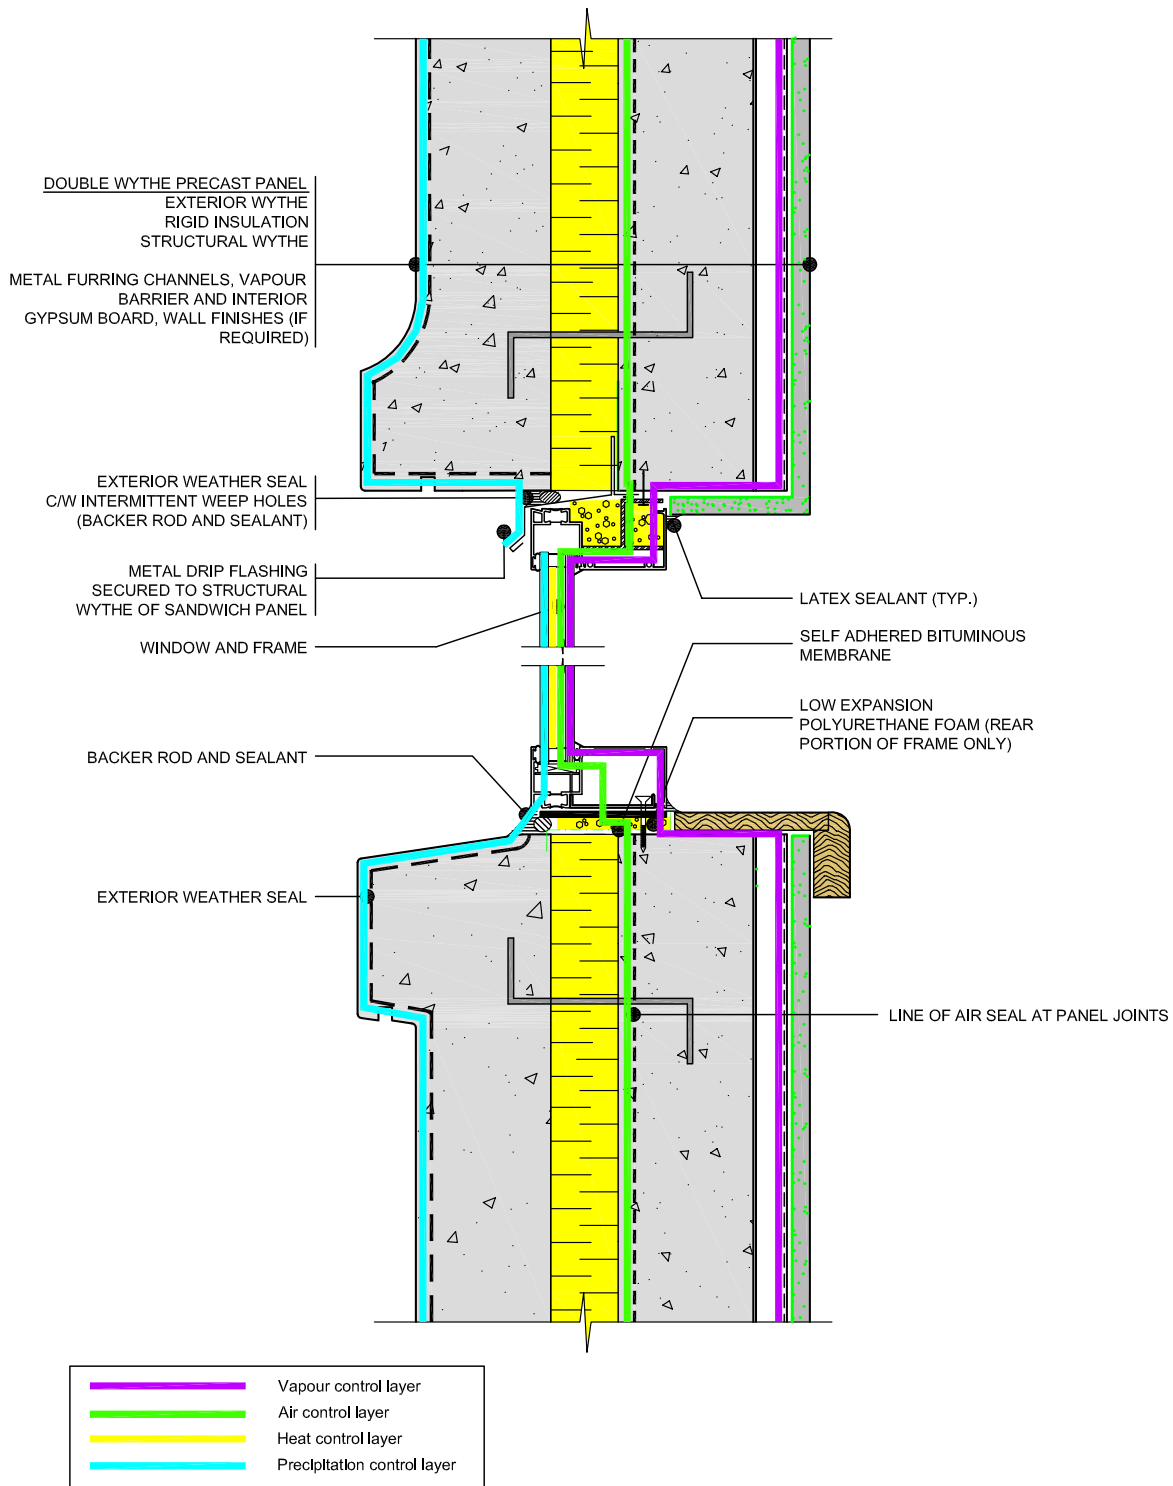 DOUBLE WYTHE PRECAST PANEL
EXTERIOR WYTHE
RIGID INSULATION
STRUCTURAL WYTHE
METAL FURRING CHANNELS, VAPOUR
BARRIER AND INTERIOR
GYPSUM BOARD, WALL FINISHES (IF
REQUIRED)
EXTERIOR WEATHER SEAL
C/W INTERMITTENT WEEP HOLES
(BACKER ROD AND SEALANT)
METAL DRIP FLASHING
SECURED TO STRUCTURAL
WYTHE OF SANDWICH PANEL
WINDOW AND FRAME
LATEX SEALANT (TYP.)
SELF ADHERED BITUMINOUS
MEMBRANE
LOW EXPANSION
POLYURETHANE FOAM (REAR
PORTION OF FRAME ONLY)
BACKER ROD AND SEALANT
EXTERIOR WEATHER SEAL
LINE OF AIR SEAL AT PANEL JOINTS
Vapour control layer
Air control layer
Heat control layer
Precipitation control layer